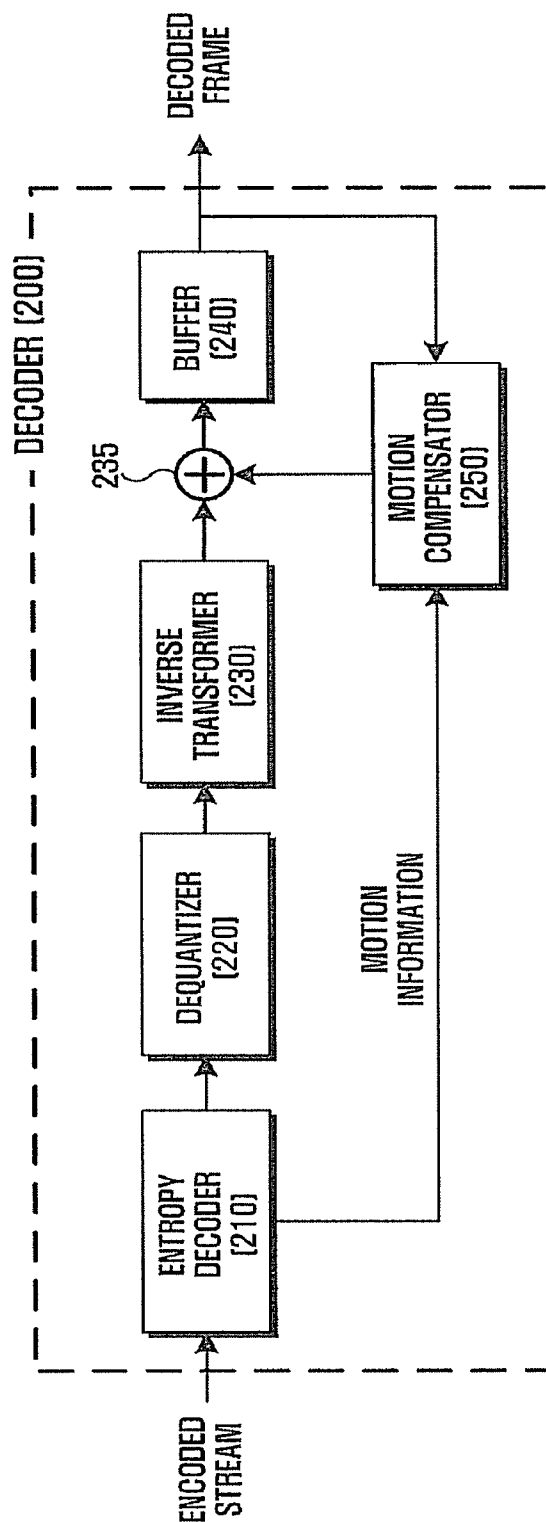 DECODER (200)
ENCODED
STREAM
ENTROPY
DECODER
(210)
DEQUANTIZER
(220)
INVERSE
TRANSFORMER
(230)
235
+
BUFFER
(240)
DECODED
FRAME
MOTION
INFORMATION
MOTION
COMPENSATOR
(250)